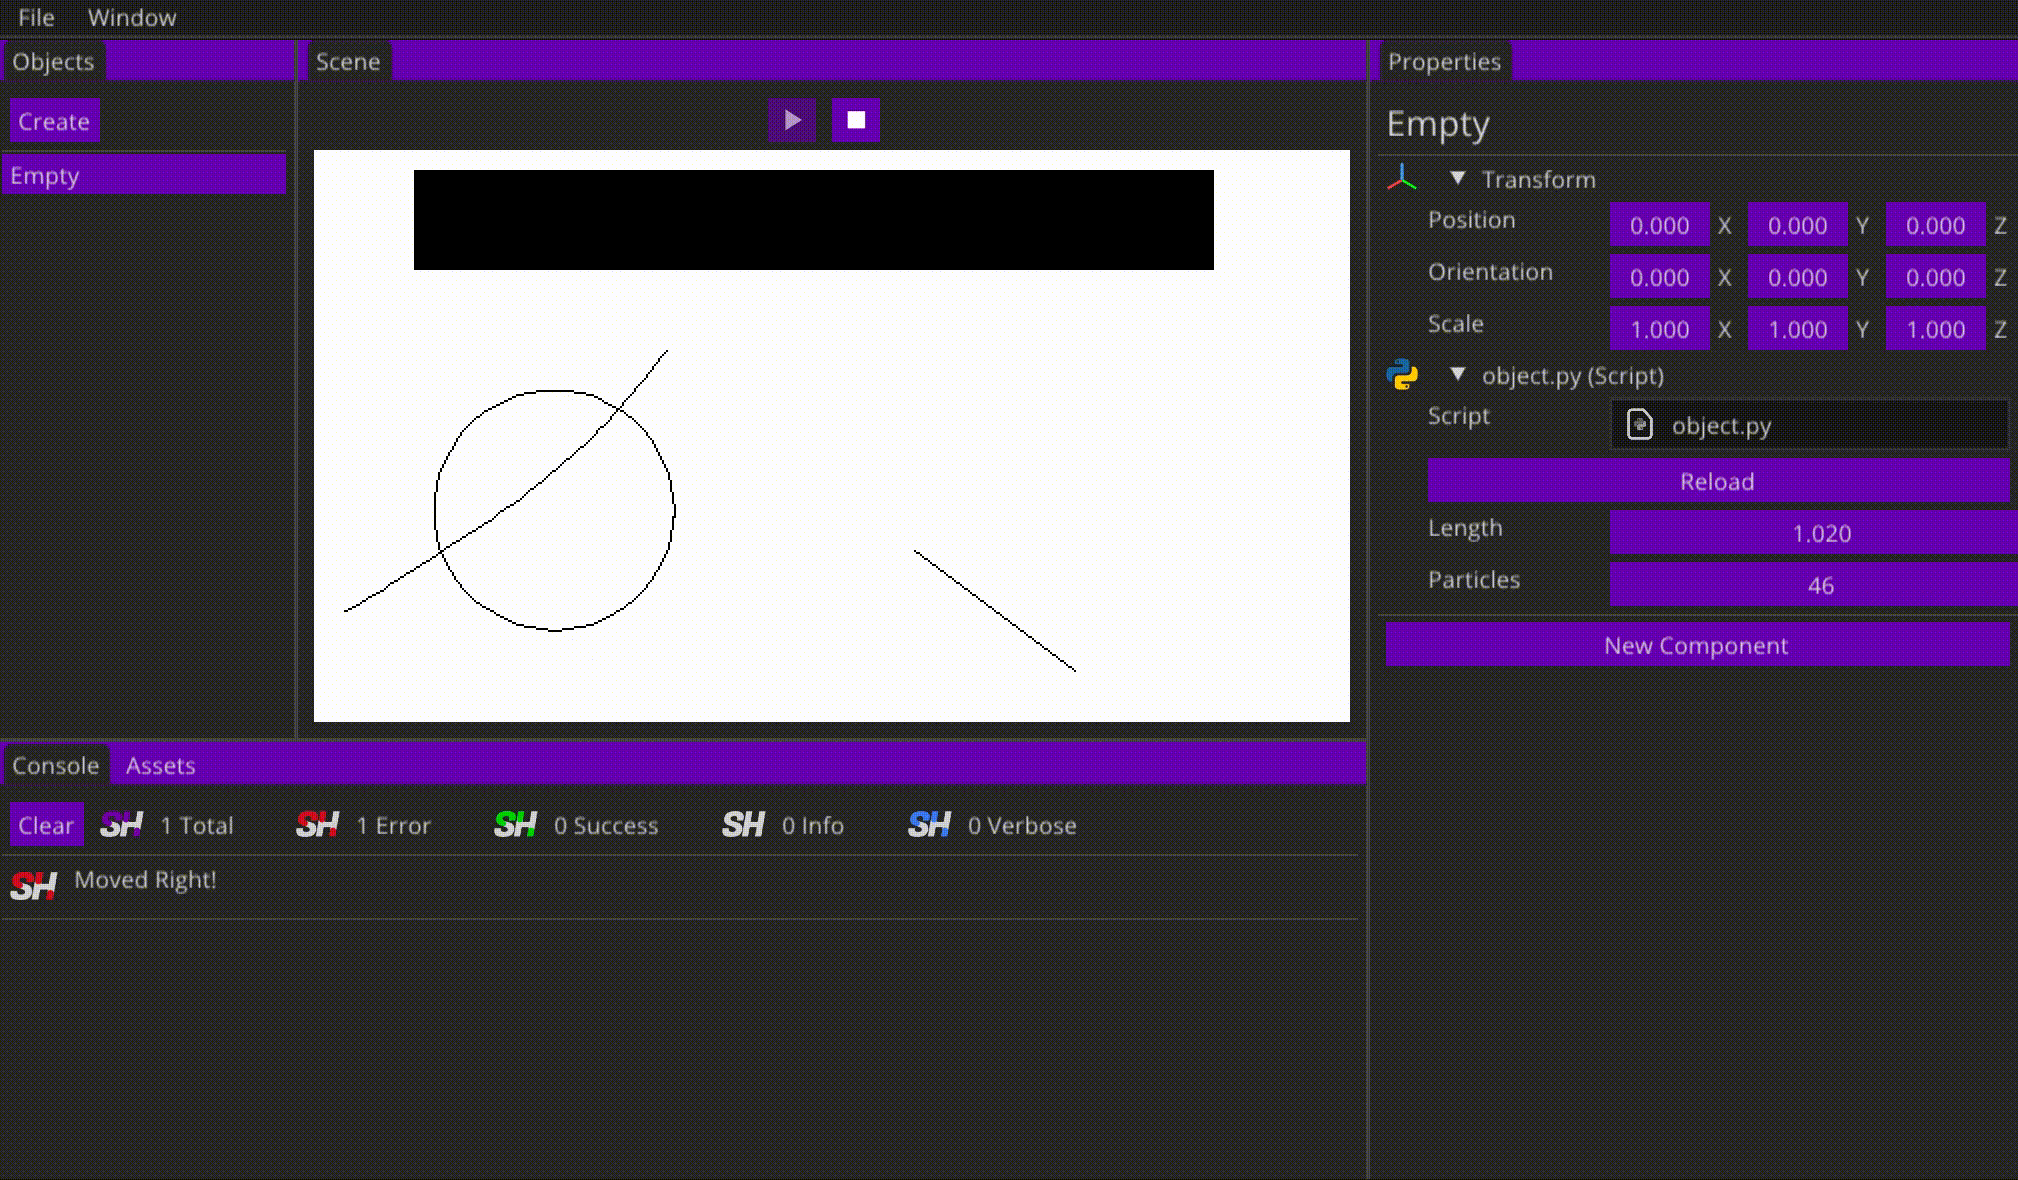 File Window
Objects
Create
Empty
Scene
Properties
Empty
Transform
Position 0.000 X 0.000 Y 0.000 Z
Orientation 0.000 X 0.000 Y 0.000 Z
Scale 1.000 X 1.000 Y 1.000 Z
object.py (Script)
Script object.py
Reload
Length 1.020
Particles 46
New Component
Console Assets
Clear SH 1 Total SH 1 Error SH 0 Success SH 0 Info SH 0 Verbose
SH Moved Right!